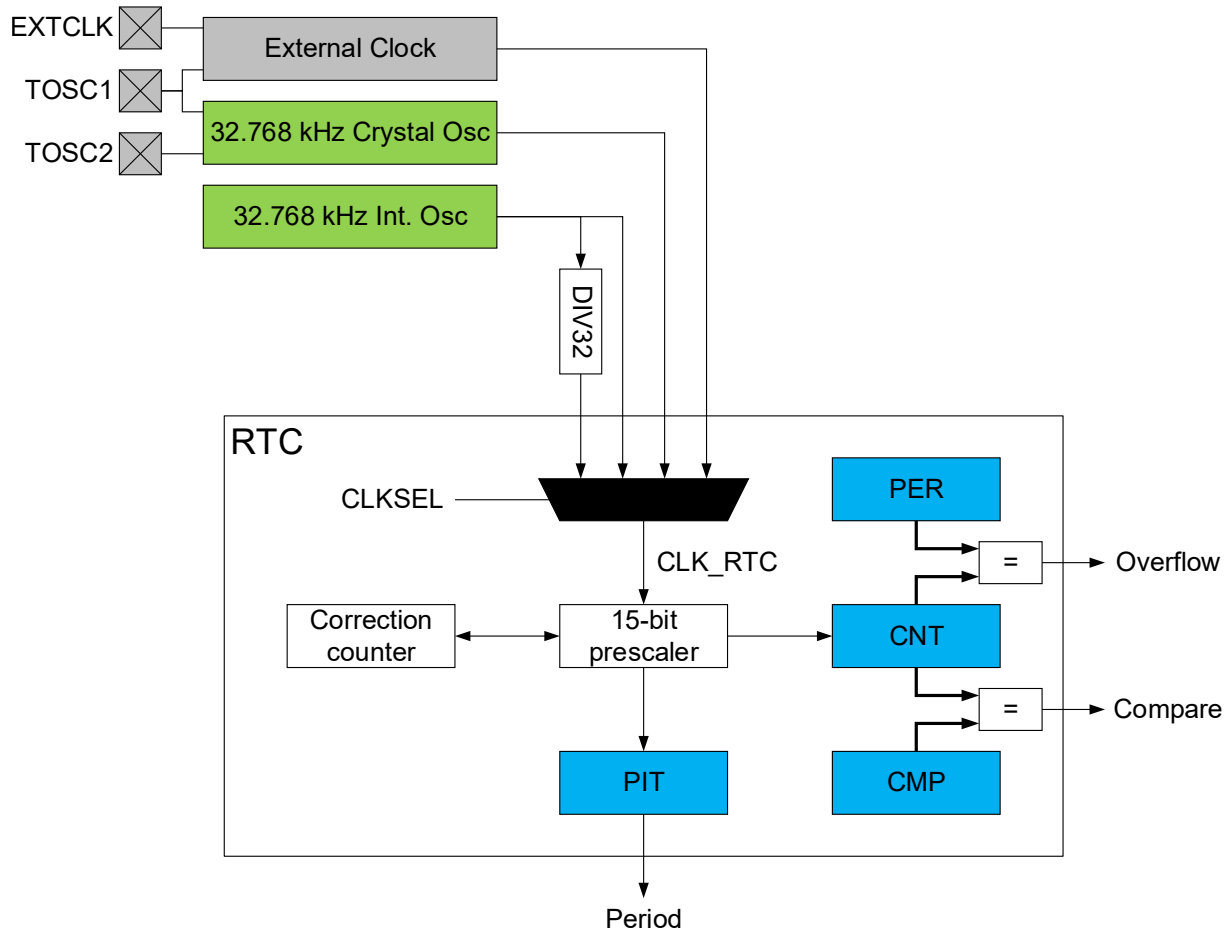 EXTCLK
External Clock
TOSC1
32.768 kHz Crystal Osc
TOSC2
32.768 kHz Int. Osc
DIV32
RTC
CLKSEL
PER
CLK_RTC
=
Overflow
Correction
counter
15-bit
prescaler
CNT
=
Compare
PIT
CMP
Period